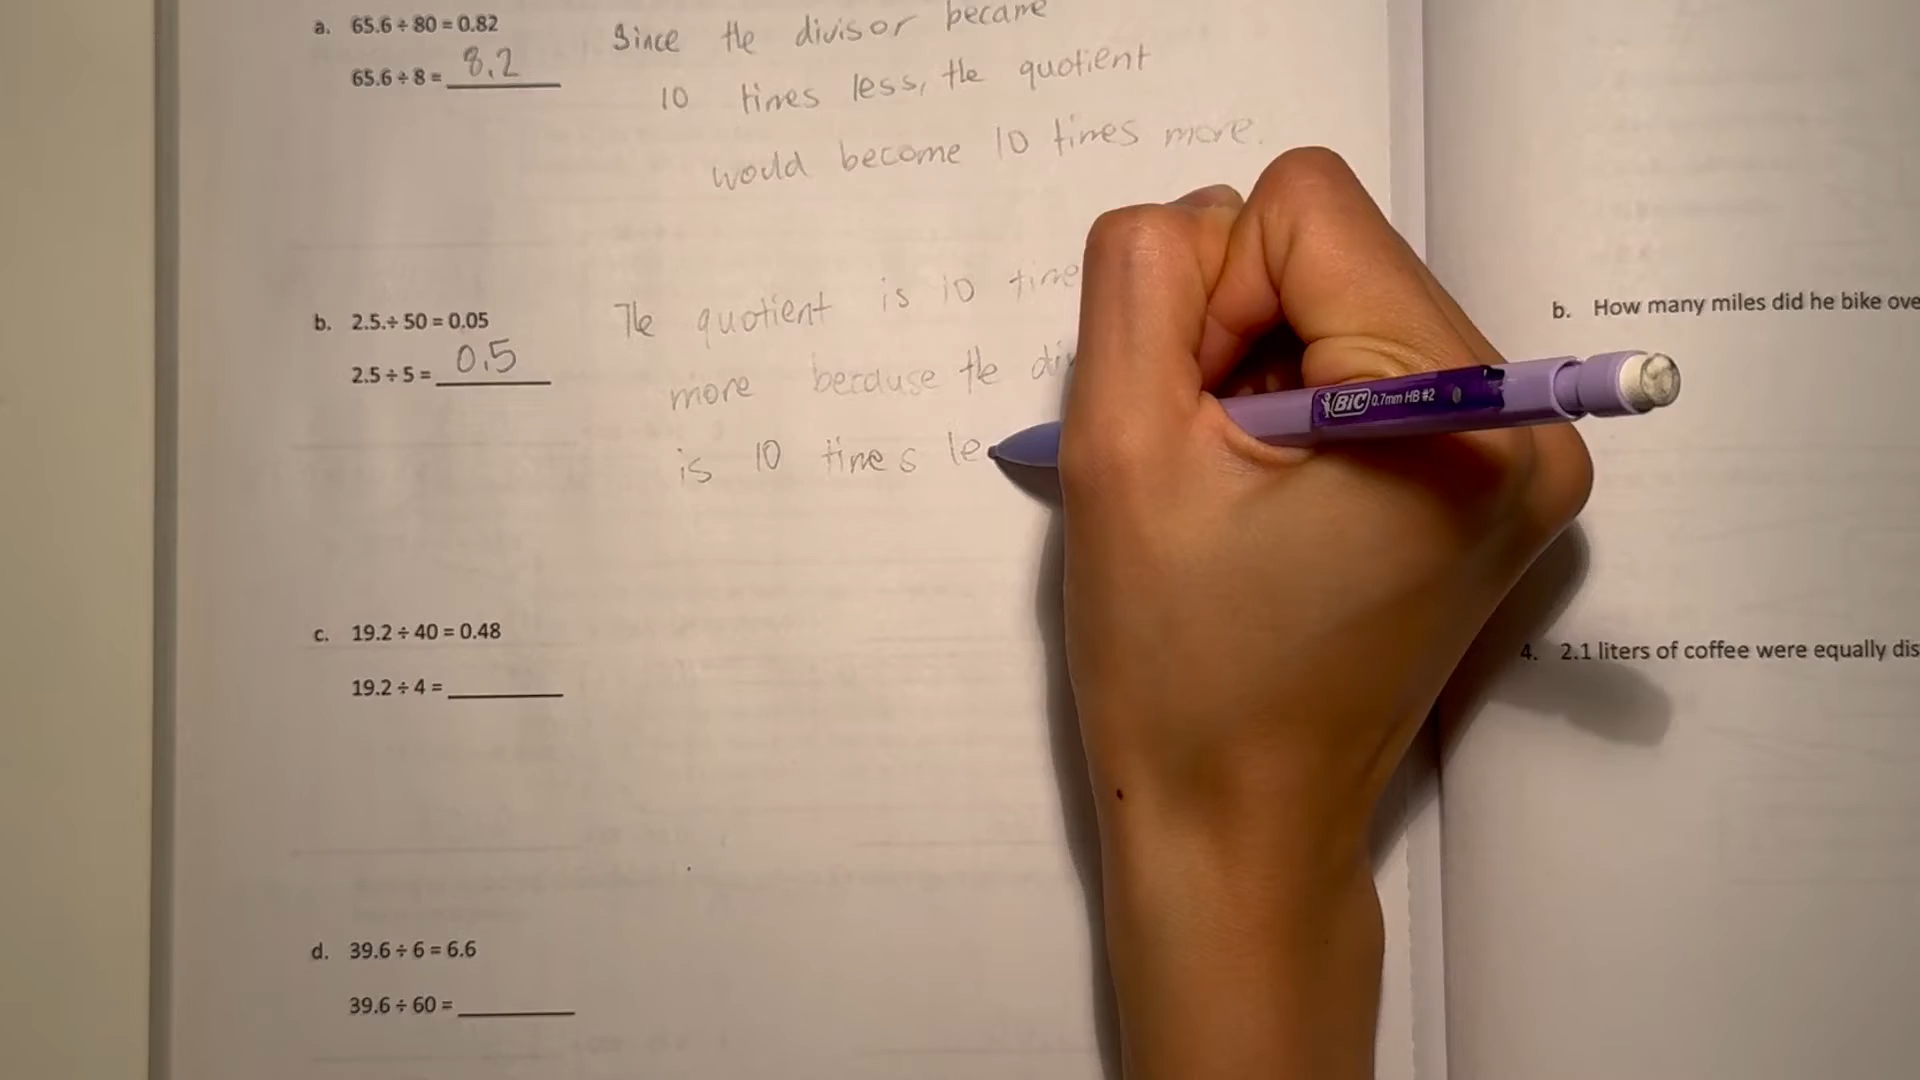 a. 65.6 ÷ 80 = 0.82
65.6 ÷ 8 = 8.2
Since the divisor became
10 times less, the quotient
would become 10 times more.
b. 2.5.÷ 50 = 0.05
2.5 ÷ 5 = 0.5
The quotient is 10 time
more because the di
is 10 times le
c. 19.2 ÷ 40 = 0.48
19.2 ÷ 4 =
d. 39.6 ÷ 6 = 6.6
39.6 ÷ 60 =
BiC 0.7mm HB #2
b. How many miles did he bike ove
4. 2.1 liters of coffee were equally dis